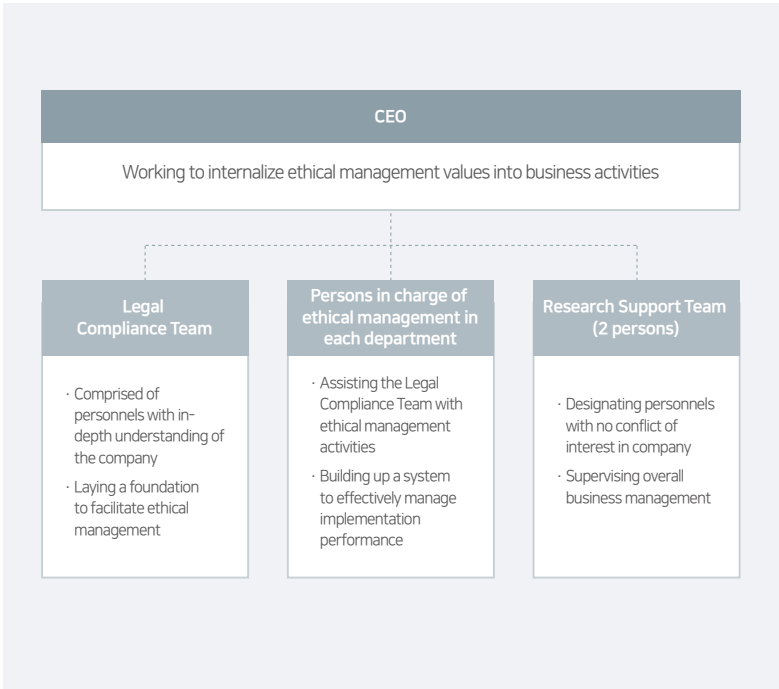 CEO
Working to internalize ethical management values into business activities
Legal
Compliance Team
· Comprised of
personnels with in-
depth understanding of
the company
· Laying a foundation
to facilitate ethical
management
Persons in charge of
ethical management in
each department
· Assisting the Legal
Compliance Team with
ethical management
activities
· Building up a system
to effectively manage
implementation
performance
Research Support Team
(2 persons)
· Designating personnels
with no conflict of
interest in company
· Supervising overall
business management